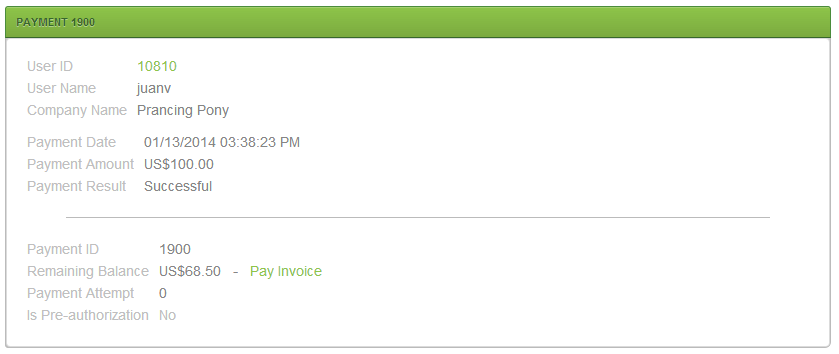 PAYMENT 1900
User ID 10810
User Name juanv
Company Name Prancing Pony
Payment Date 01/13/2014 03:38:23 PM
Payment Amount US$100.00
Payment Result Successful
Payment ID 1900
Remaining Balance US$68.50 - Pay Invoice
Payment Attempt 0
Is Pre-authorization No